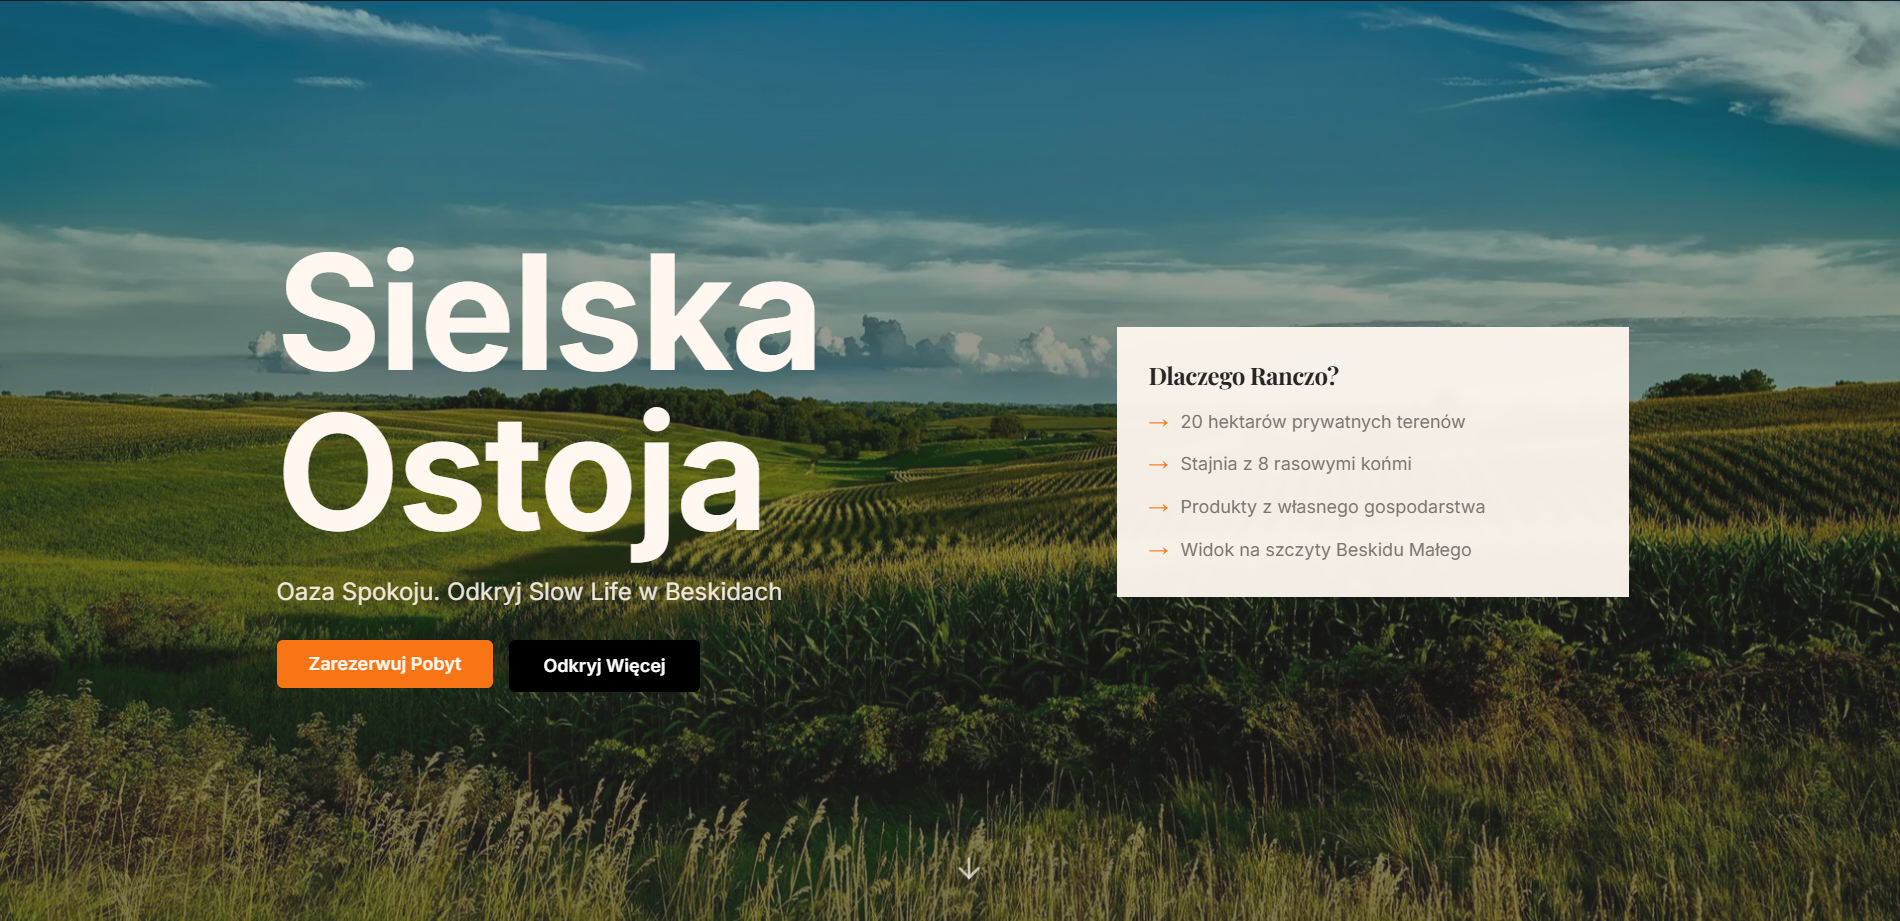 Sielska
Ostoja
Oaza Spokoju. Odkryj Slow Life w Beskidach
Zarezerwuj Pobyt
Odkryj Więcej
Dlaczego Ranczo?
→ 20 hektarów prywatnych terenów
→ Stajnia z 8 rasowymi końmi
→ Produkty z własnego gospodarstwa
→ Widok na szczyty Beskidu Małego